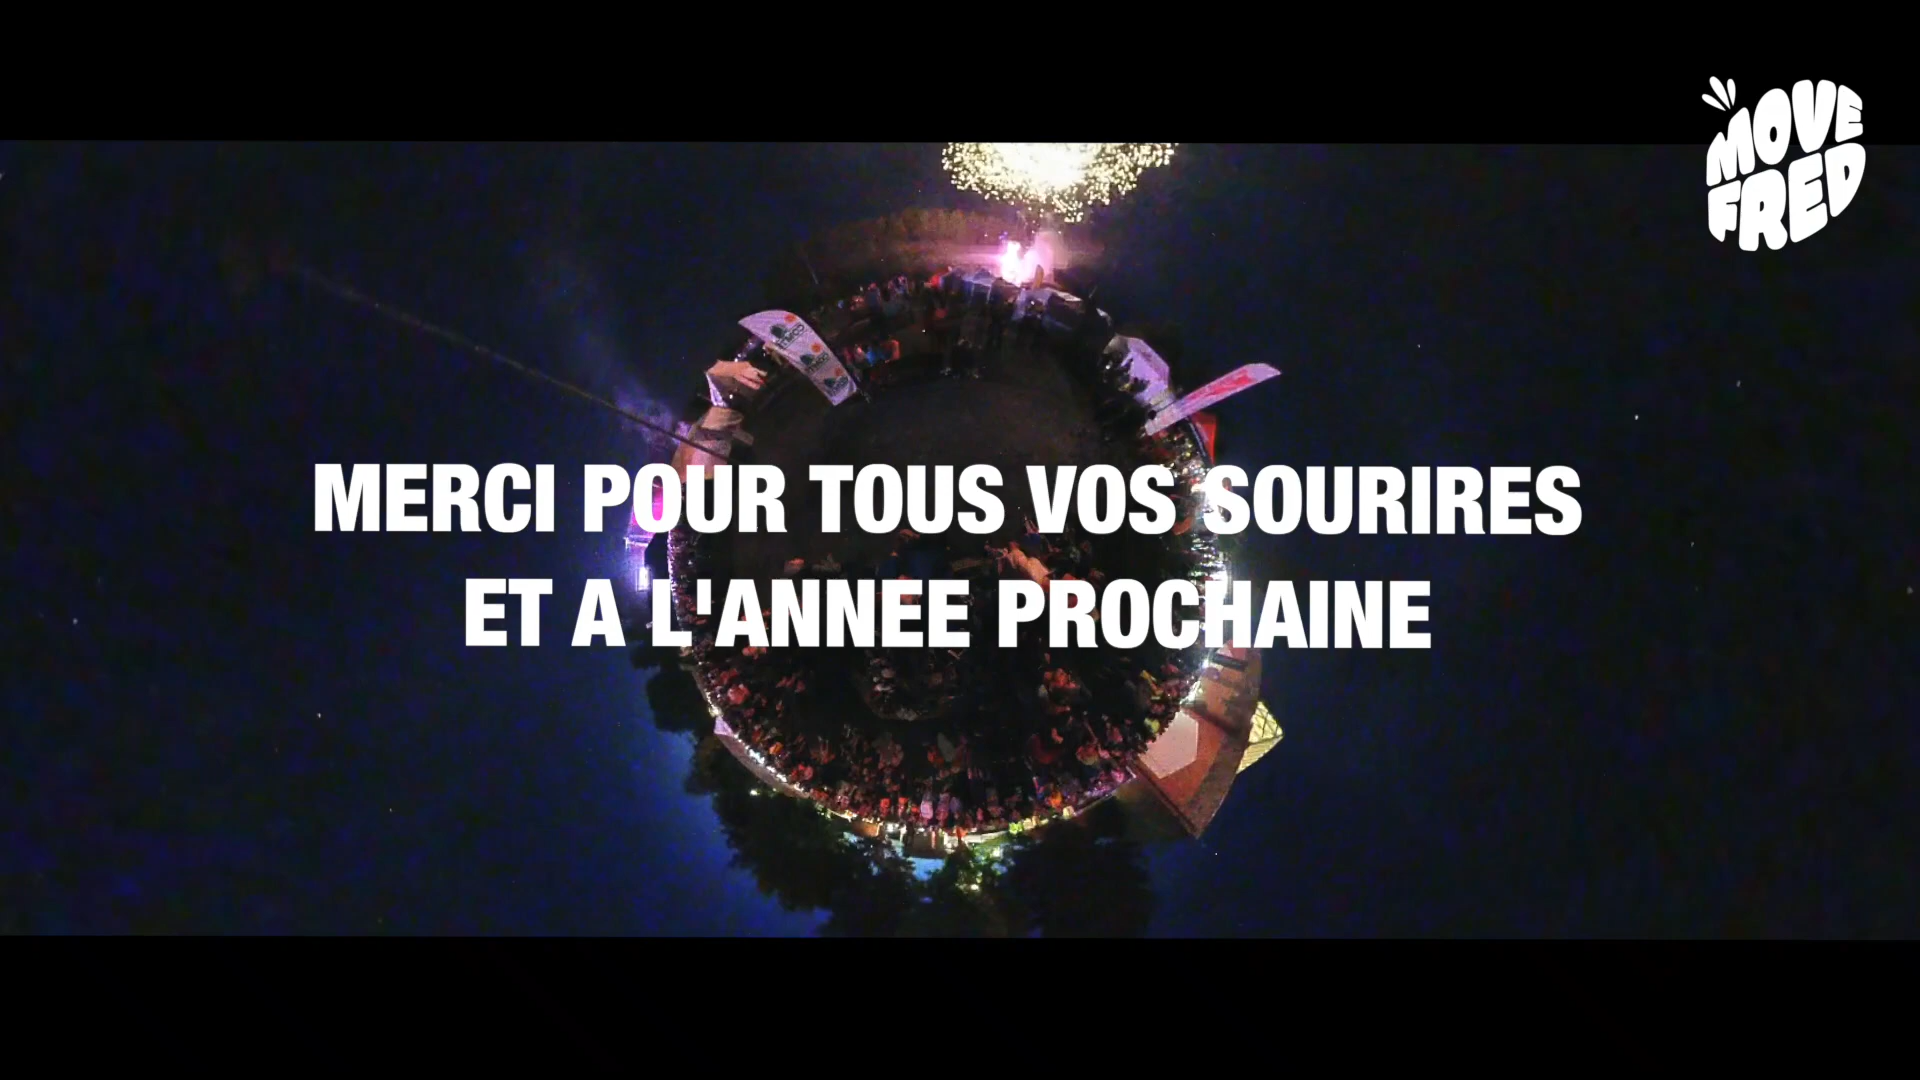 MOVE
FRED
MERCI POUR TOUS VOS SOURIRES
ET A L'ANNEE PROCHAINE